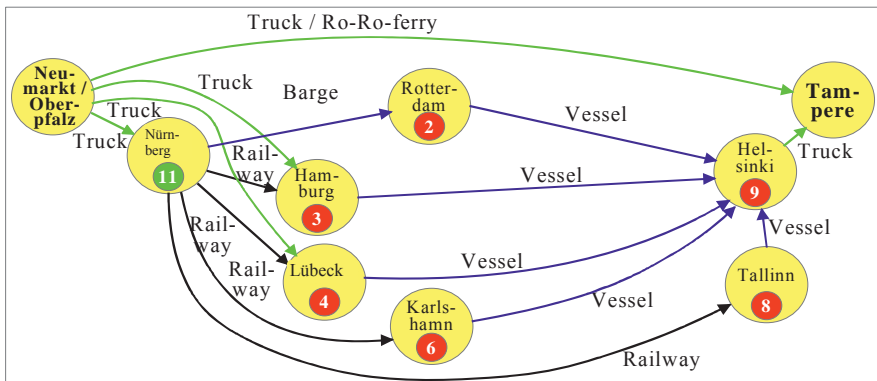 Truck / Ro-Ro-ferry
Neu-
markt /
Ober-
pfalz
Truck
Truck
Truck
Nürn-
berg
11
Barge
Rotter-
dam
2
Vessel
Tam-
pere
Truck
Rail-
way
Ham-
burg
3
Vessel
Hel-
sinki
9
Rail-
way
Lübeck
4
Vessel
Vessel
Tallinn
8
Rail-
way
Karls-
hamn
6
Vessel
Railway